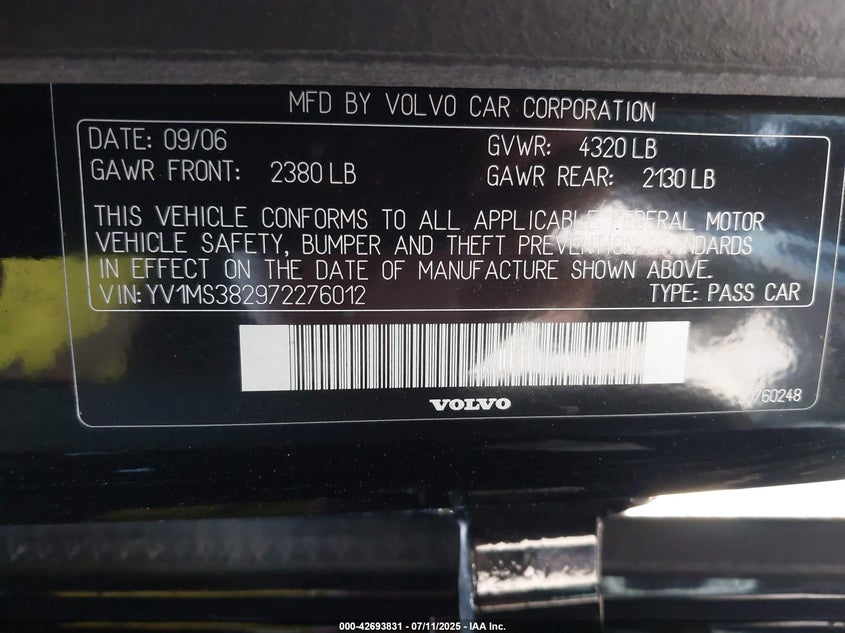 MFD BY VOLVO CAR CORPORATION
DATE: 09/06 GVWR: 4320 LB
GAWR FRONT: 2380 LB GAWR REAR: 2130 LB
THIS VEHICLE CONFORMS TO ALL APPLICABLE FEDERAL MOTOR
VEHICLE SAFETY, BUMPER AND THEFT PREVENTION STANDARDS
IN EFFECT ON THE DATE OF MANUFACTURE SHOWN ABOVE.
VIN: YV1MS382972276012 TYPE: PASS CAR
VOLVO
000-42693831 - 07/11/2025 - IAA Inc.